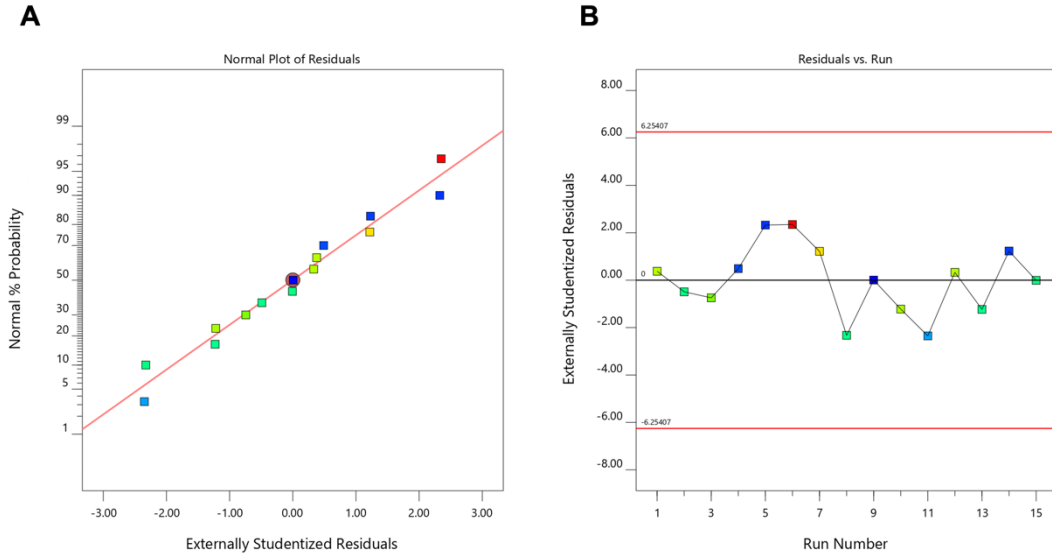 A
Normal Plot of Residuals
Normal % Probability
99
95
90
80
70
50
30
20
10
5
1
-3.00 -2.00 -1.00 0.00 1.00 2.00 3.00
Externally Studentized Residuals
B
Residuals vs. Run
Externally Studentized Residuals
8.00
6.25407
6.00
4.00
2.00
0.00
0
-2.00
-4.00
-6.00
-6.25407
-8.00
1 3 5 7 9 11 13 15
Run Number